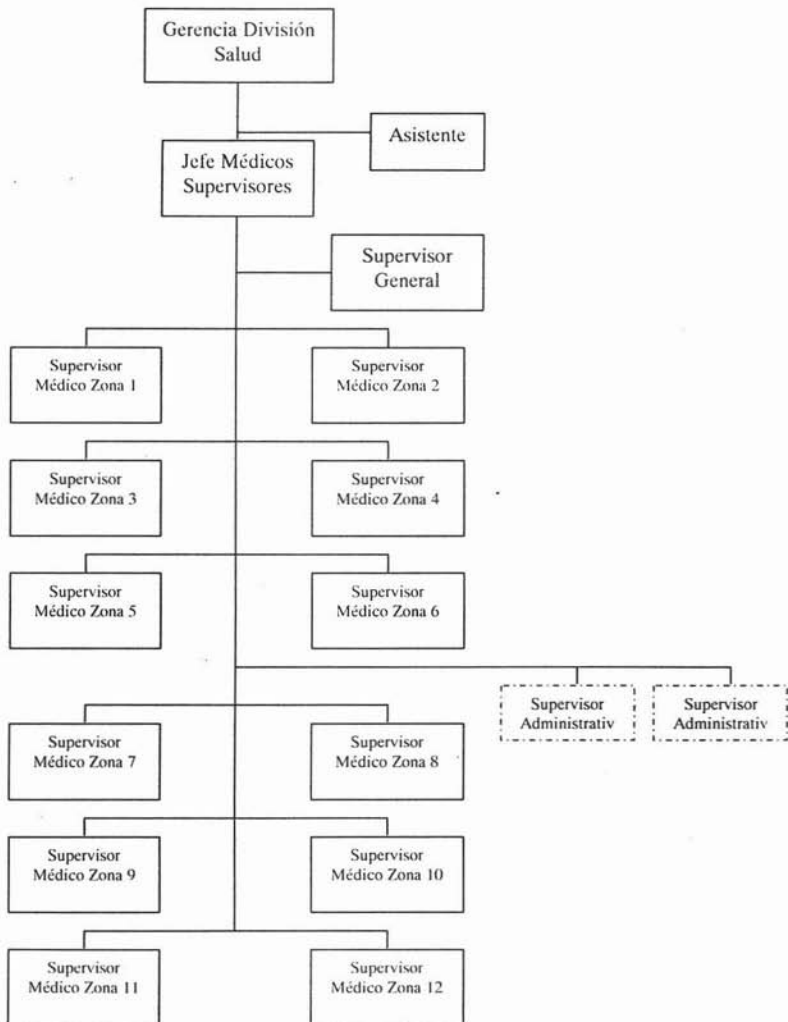 Gerencia División
Salud
Asistente
Jefe Médicos
Supervisores
Supervisor
General
Supervisor
Médico Zona 1
Supervisor
Médico Zona 2
Supervisor
Médico Zona 3
Supervisor
Médico Zona 4
Supervisor
Médico Zona 5
Supervisor
Médico Zona 6
Supervisor
Administrativ
Supervisor
Administrativ
Supervisor
Médico Zona 7
Supervisor
Médico Zona 8
Supervisor
Médico Zona 9
Supervisor
Médico Zona 10
Supervisor
Médico Zona 11
Supervisor
Médico Zona 12